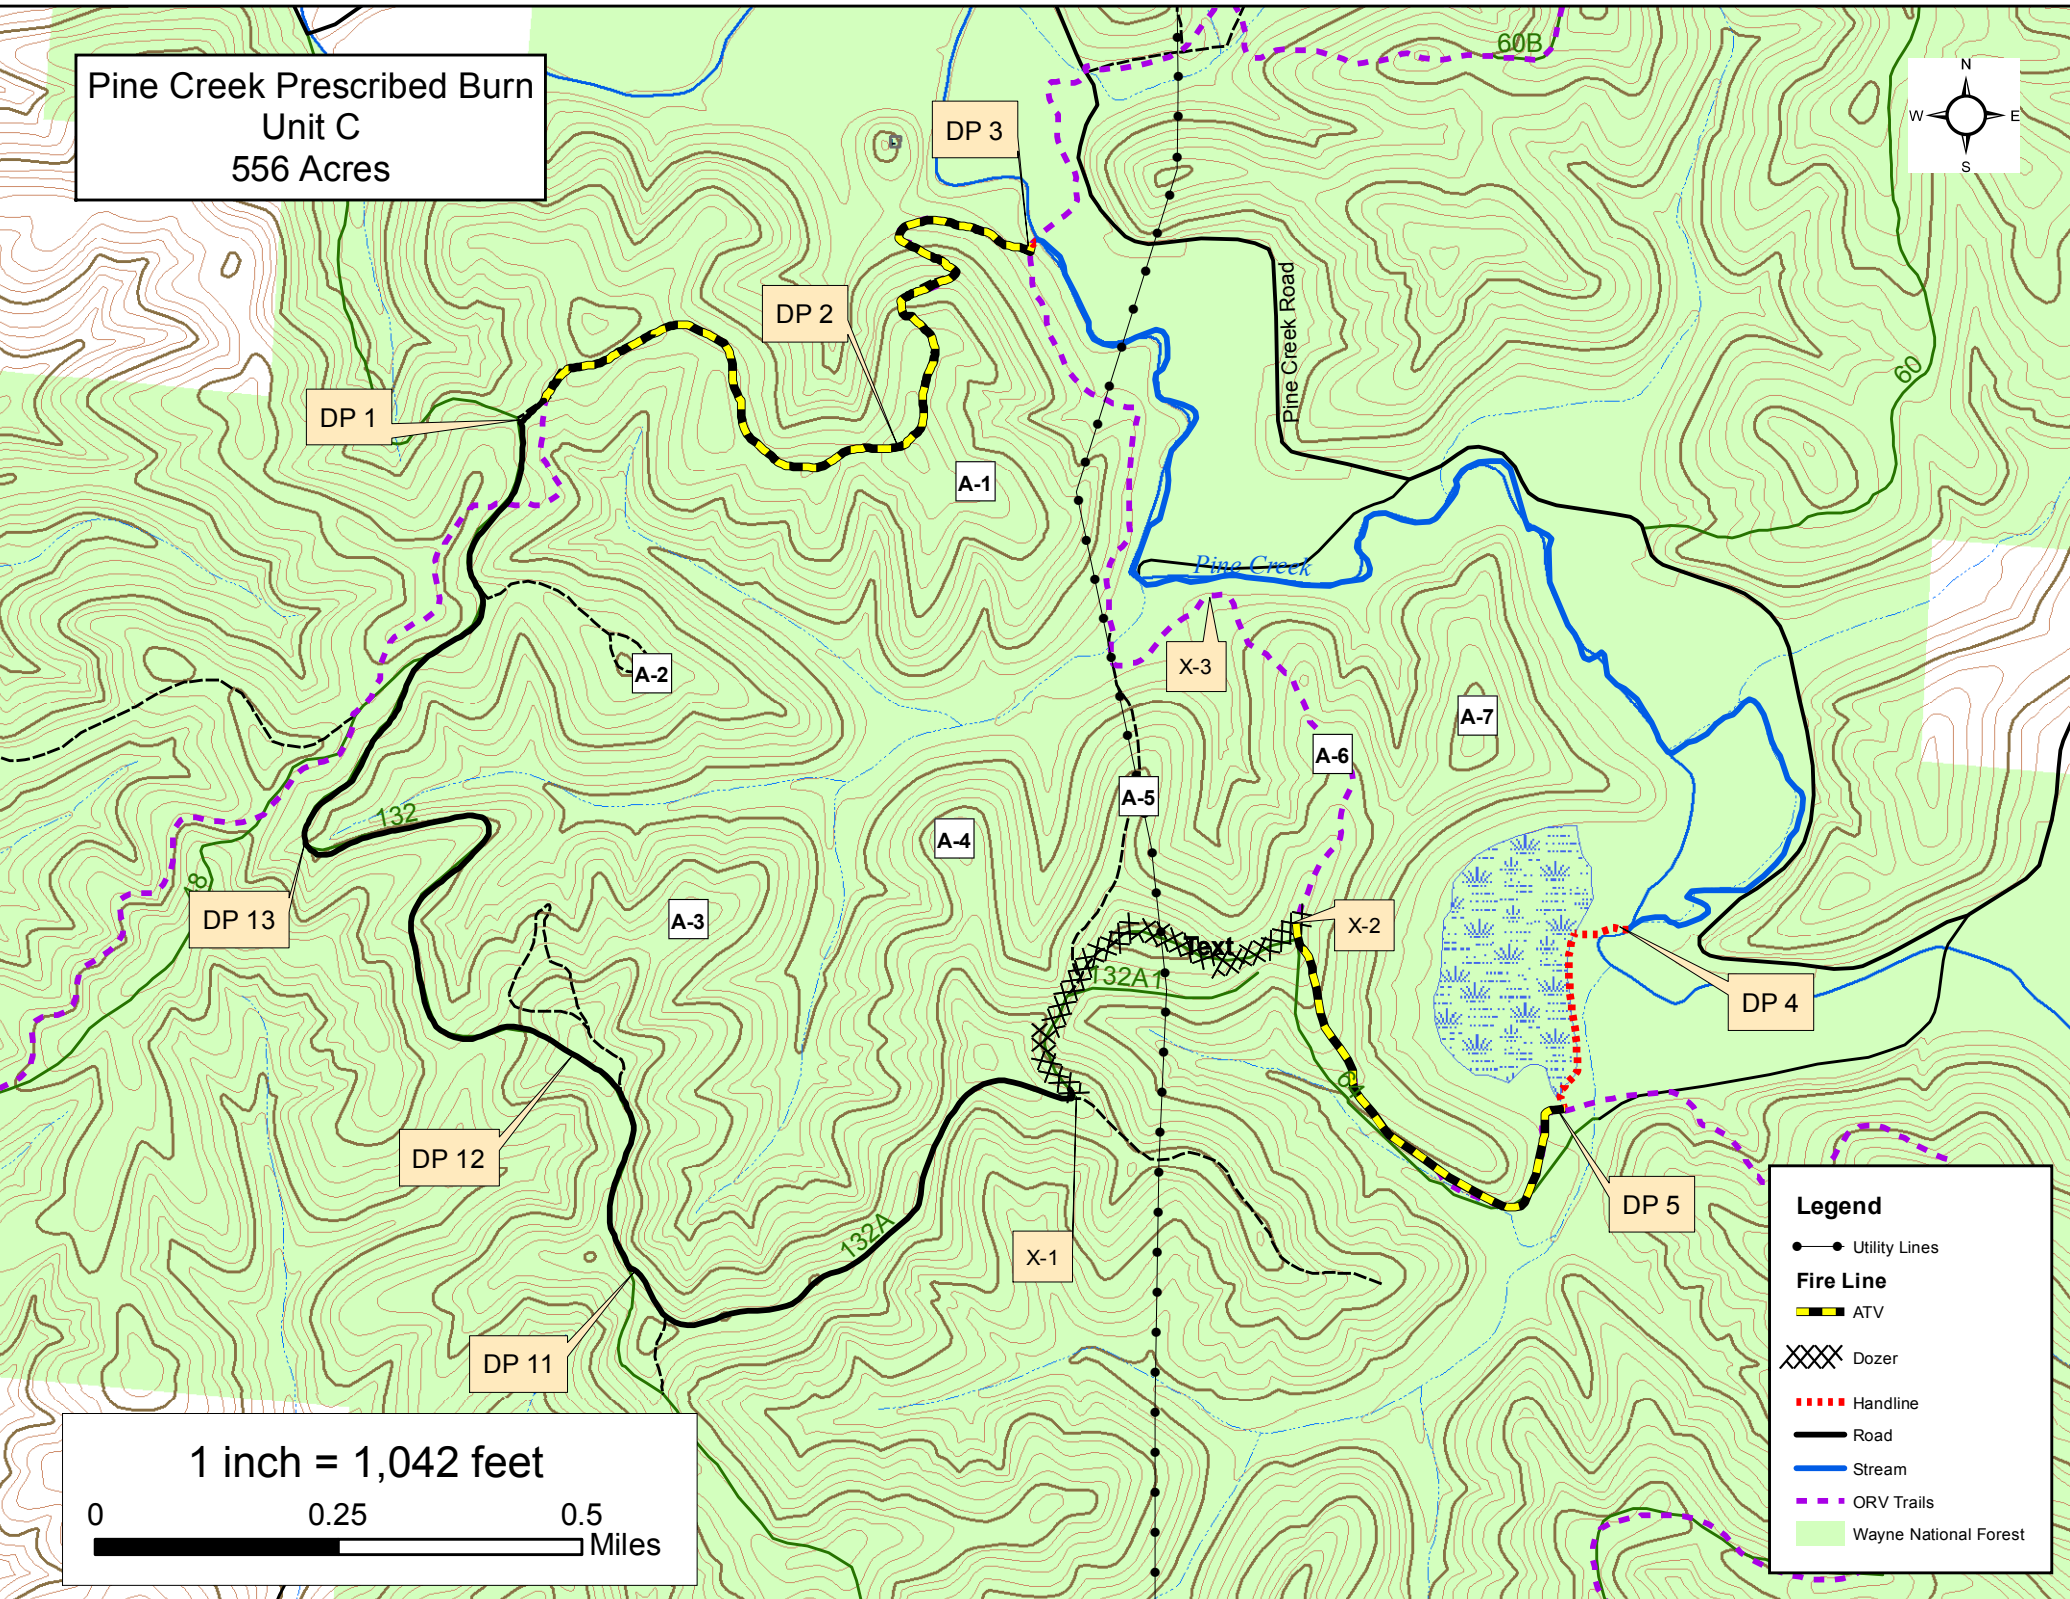 Pine Creek Prescribed Burn
Unit C
556 Acres
60B
N
W E
S
DP 3
Pine Creek Road
DP 2
60
DP 1
A-1
Pine Creek
A-2
X-3
A-7
A-6
A-5
132
A-4
18
DP 13
A-3
X-2
Text
132A1
DP 4
DP 12
DP 5
132A
X-1
DP 11
Legend
Utility Lines
Fire Line
ATV
Dozer
Handline
Road
Stream
ORV Trails
Wayne National Forest
1 inch = 1,042 feet
0 0.25 0.5
Miles